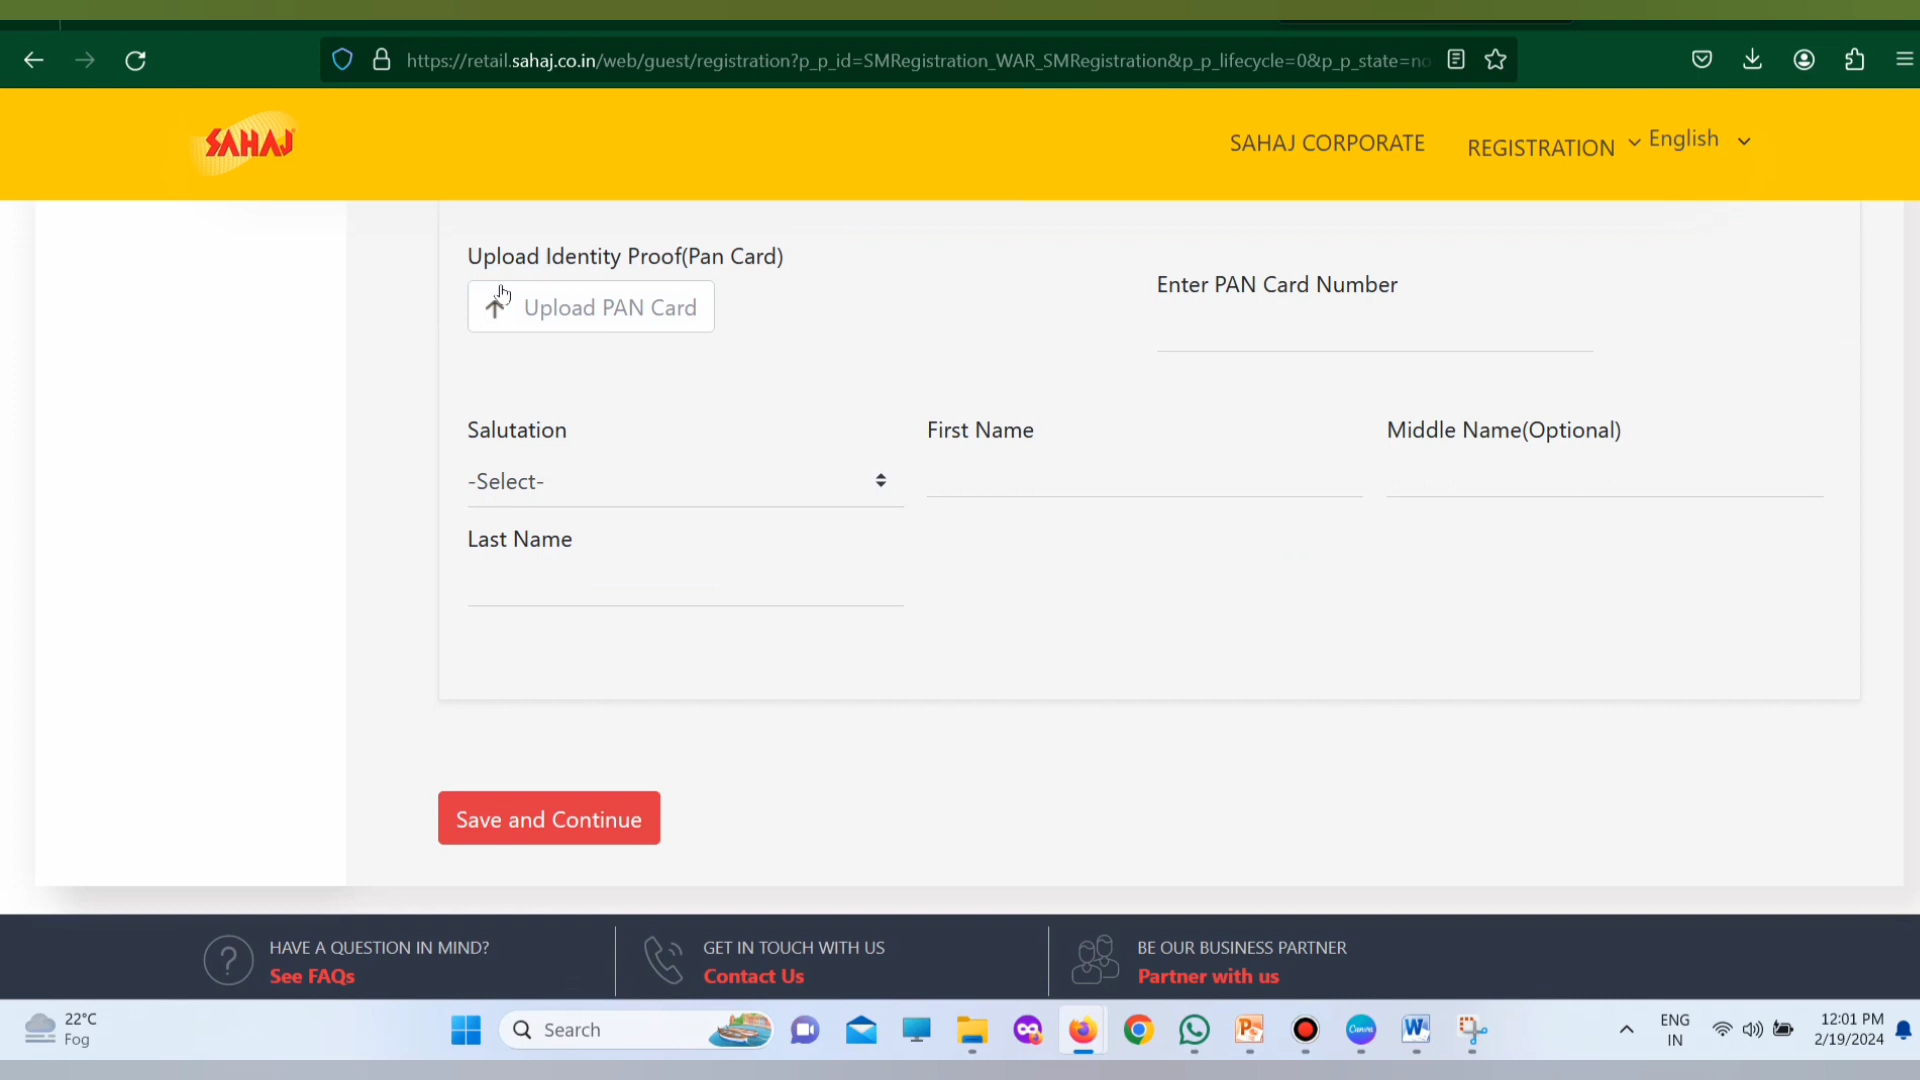 https://retail.sahaj.co.in/web/guest/registration?p_p_id=SMRegistration_WAR_SMRegistration&p_p_lifecycle=0&p_p_state=no
SAHAJ
SAHAJ CORPORATE
REGISTRATION
English
Upload Identity Proof(Pan Card)
Upload PAN Card
Enter PAN Card Number
Salutation
First Name
Middle Name(Optional)
-Select-
Last Name
Save and Continue
HAVE A QUESTION IN MIND?
See FAQs
GET IN TOUCH WITH US
Contact Us
BE OUR BUSINESS PARTNER
Partner with us
22°C
Fog
Search
Canva
ENG
IN
12:01 PM
2/19/2024